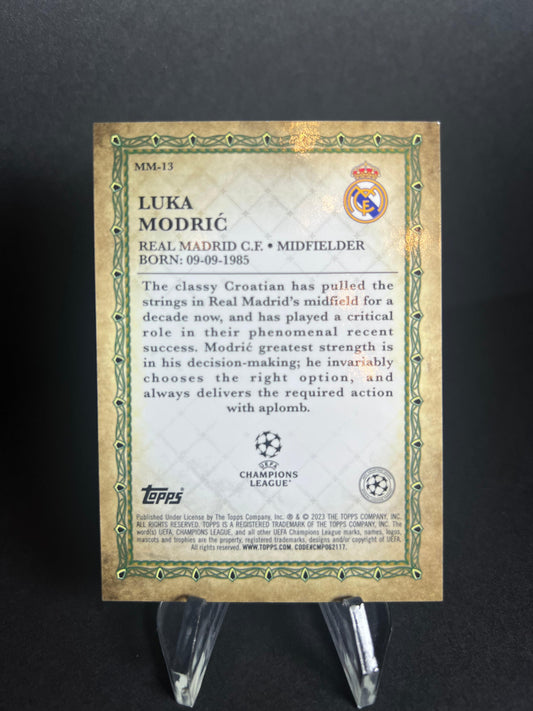 MM-13
LUKA
MODRIĆ
REAL MADRID C.F. • MIDFIELDER
BORN: 09-09-1985
The classy Croatian has pulled the
strings in Real Madrid's midfield for a
decade now, and has played a critical
role in their phenomenal recent
success. Modrić greatest strength is
in his decision-making; he invariably
chooses the right option, and
always delivers the required action
with aplomb.
UEFA
CHAMPIONS
LEAGUE
TOPPS
Published Under License by The Topps Company, Inc. ® & © 2023 THE TOPPS COMPANY, INC.
ALL RIGHTS RESERVED. TOPPS IS A REGISTERED TRADEMARK OF THE TOPPS COMPANY, INC. The
word(s) UEFA, CHAMPIONS LEAGUE, and all other UEFA Champions League marks, names, logos,
mascots and trophies are the property, registered trademarks, designs and/or copyright of UEFA.
All rights reserved. WWW.TOPPS.COM. CODE#CMP062117.